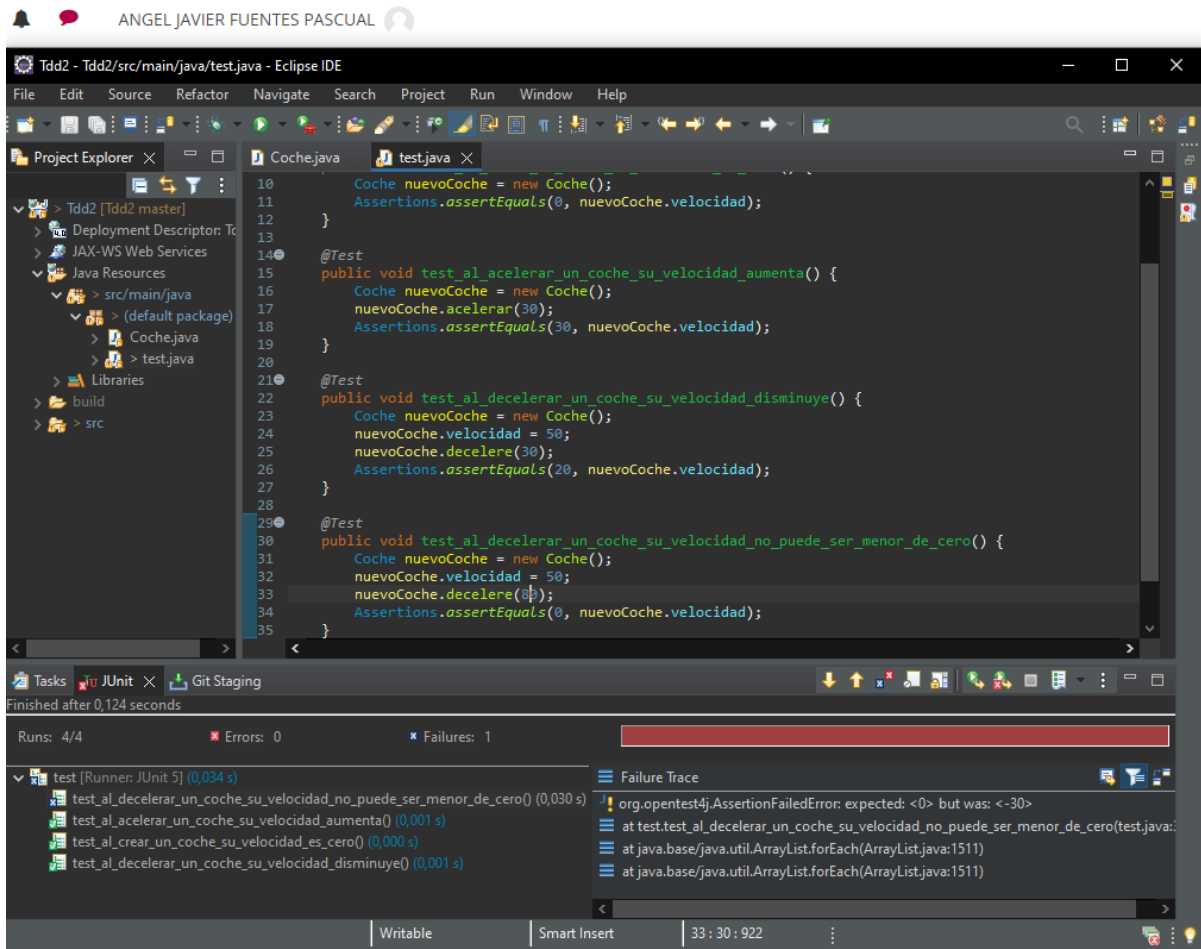 ANGEL JAVIER FUENTES PASCUAL
Tdd2 - Tdd2/src/main/java/test.java - Eclipse IDE
File Edit Source Refactor Navigate Search Project Run Window Help
Project Explorer
Coche.java test.java
> Tdd2 [Tdd2 master]
Deployment Descriptor: To
JAX-WS Web Services
Java Resources
> src/main/java
> (default package)
Coche.java
> test.java
Libraries
build
> src
10 Coche nuevoCoche = new Coche();
11 Assertions.assertEquals(0, nuevoCoche.velocidad);
12 }
13
14 @Test
15 public void test_al_acelerar_un_coche_su_velocidad_aumenta() {
16 Coche nuevoCoche = new Coche();
17 nuevoCoche.acelerar(30);
18 Assertions.assertEquals(30, nuevoCoche.velocidad);
19 }
20
21 @Test
22 public void test_al_decelerar_un_coche_su_velocidad_disminuye() {
23 Coche nuevoCoche = new Coche();
24 nuevoCoche.velocidad = 50;
25 nuevoCoche.decelere(30);
26 Assertions.assertEquals(20, nuevoCoche.velocidad);
27 }
28
29 @Test
30 public void test_al_decelerar_un_coche_su_velocidad_no_puede_ser_menor_de_cero() {
31 Coche nuevoCoche = new Coche();
32 nuevoCoche.velocidad = 50;
33 nuevoCoche.decelere(80);
34 Assertions.assertEquals(0, nuevoCoche.velocidad);
35 }
Tasks JUnit Git Staging
Finished after 0,124 seconds
Runs: 4/4 Errors: 0 Failures: 1
test [Runner: JUnit 5] (0,034 s)
test_al_decelerar_un_coche_su_velocidad_no_puede_ser_menor_de_cero() (0,030 s)
test_al_acelerar_un_coche_su_velocidad_aumenta() (0,001 s)
test_al_crear_un_coche_su_velocidad_es_cero() (0,000 s)
test_al_decelerar_un_coche_su_velocidad_disminuye() (0,001 s)
Failure Trace
org.opentest4j.AssertionFailedError: expected: <0> but was: <-30>
at test.test_al_decelerar_un_coche_su_velocidad_no_puede_ser_menor_de_cero(test.java:
at java.base/java.util.ArrayList.forEach(ArrayList.java:1511)
at java.base/java.util.ArrayList.forEach(ArrayList.java:1511)
Writable Smart Insert 33 : 30 : 922